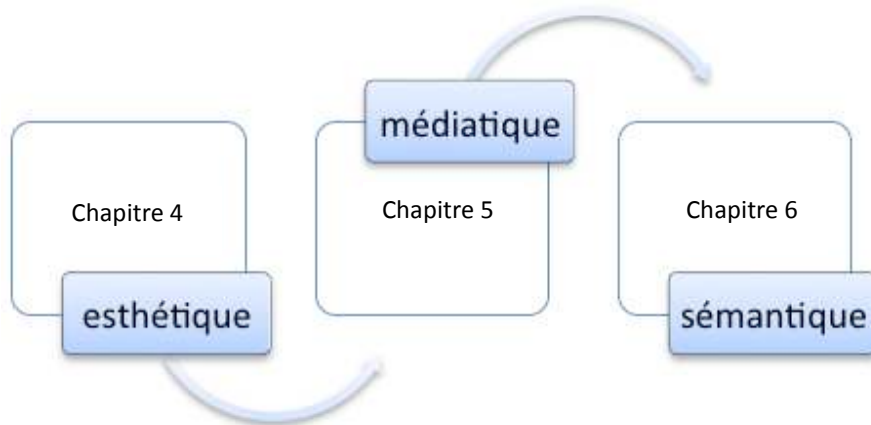 Chapitre 4
esthétique
médiatique
Chapitre 5
Chapitre 6
sémantique